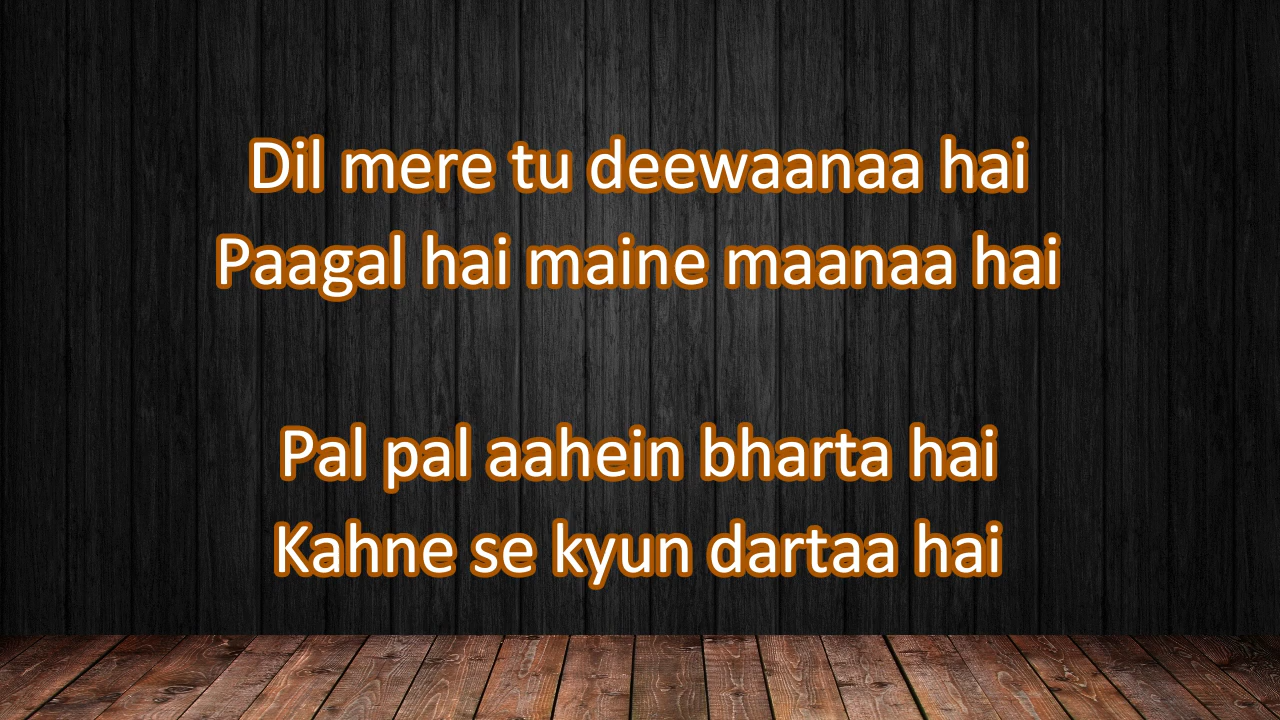 Dil mere tu deewaanaa hai
Paagal hai maine maanaa hai
Pal pal aahein bharta hai
Kahne se kyun dartaa hai